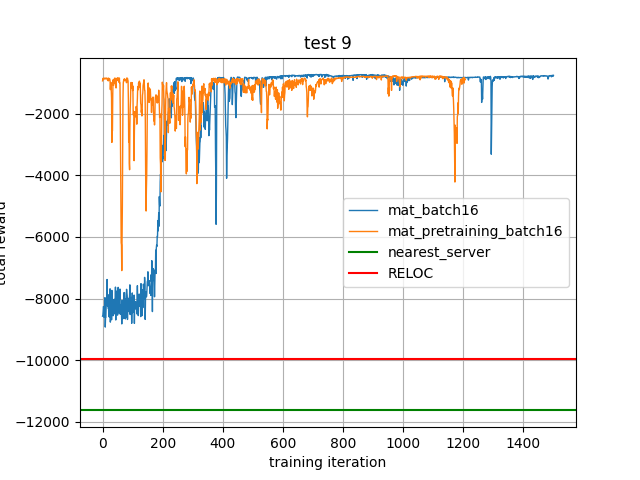 test 9
−2000
−4000
−6000
−8000
−10000
−12000
total reward
mat_batch16
mat_pretraining_batch16
nearest_server
RELOC
0
200
400
600
800
1000
1200
1400
training iteration